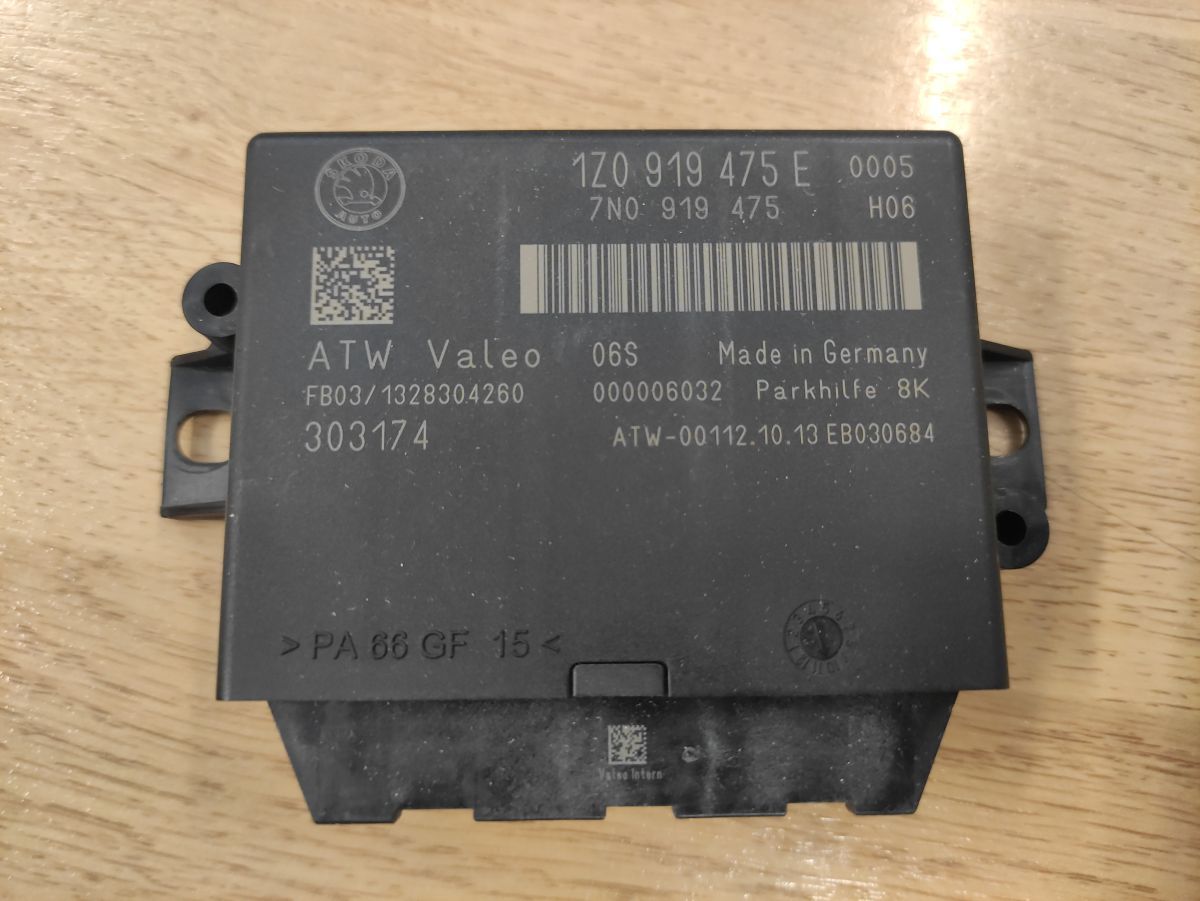 ŠKODA
AUTO
1Z0 919 475 E 0005
7N0 919 475 H06
ATW Valeo 06S Made in Germany
FB03/1328304260 000006032 Parkhilfe 8K
303174 ATW-00112.10.13 EB030684
>PA 66 GF 15<
Valeo Intern